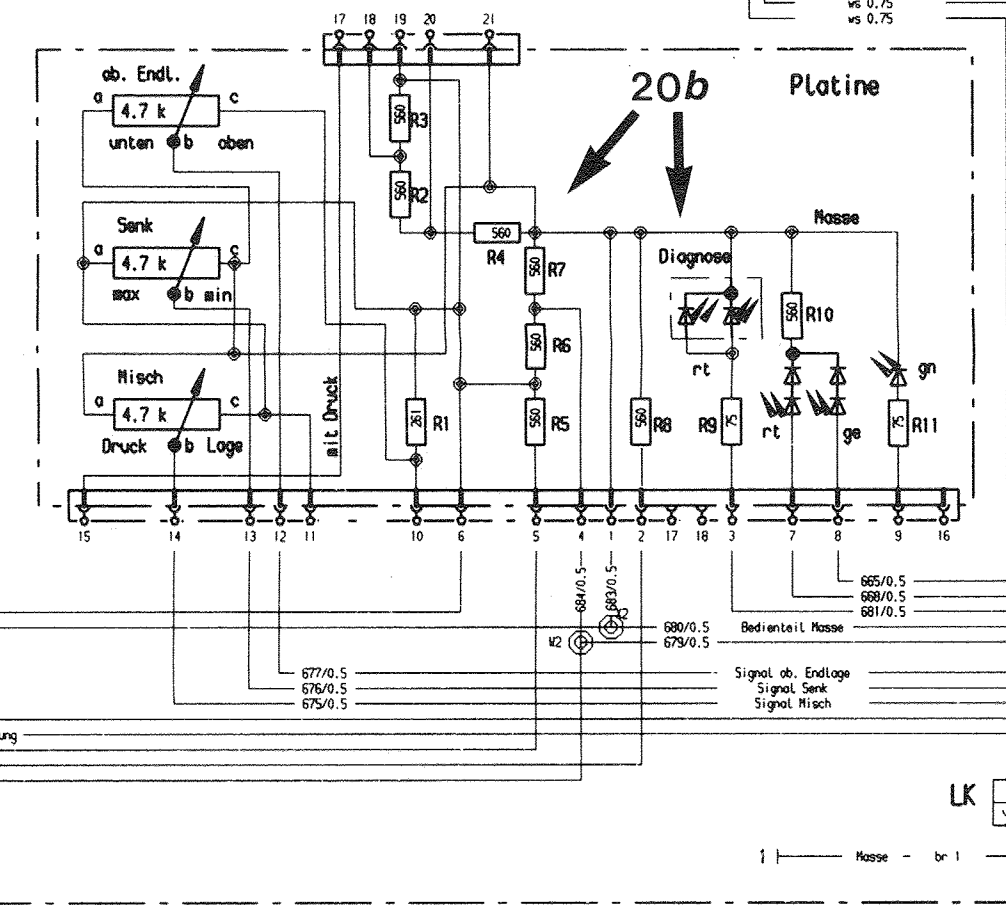 ws 0.75
ws 0.75
17 18 19 20 21
ob. Endl.
a 4.7 k c
unten b oben
20b
Platine
560 R3
560 R2
560
R4
Masse
Senk
a 4.7 k c
max b min
560 R7
Diagnose
560 R6
560 R10
rt
gn
Misch
a 4.7 k c
Druck b Lage
mit Druck
261 R1
560 R5
560 R8
R9 75
rt
ge
75 R11
15 14 13 12 11 10 6 5 4 1 2 17 18 3 7 8 9 16
684/0.5
683/0.5
665/0.5
668/0.5
681/0.5
680/0.5 Bedienteil Masse
W2 679/0.5
677/0.5 Signal ob. Endlage
676/0.5 Signal Senk
675/0.5 Signal Misch
ung
LK
1 Masse - br 1